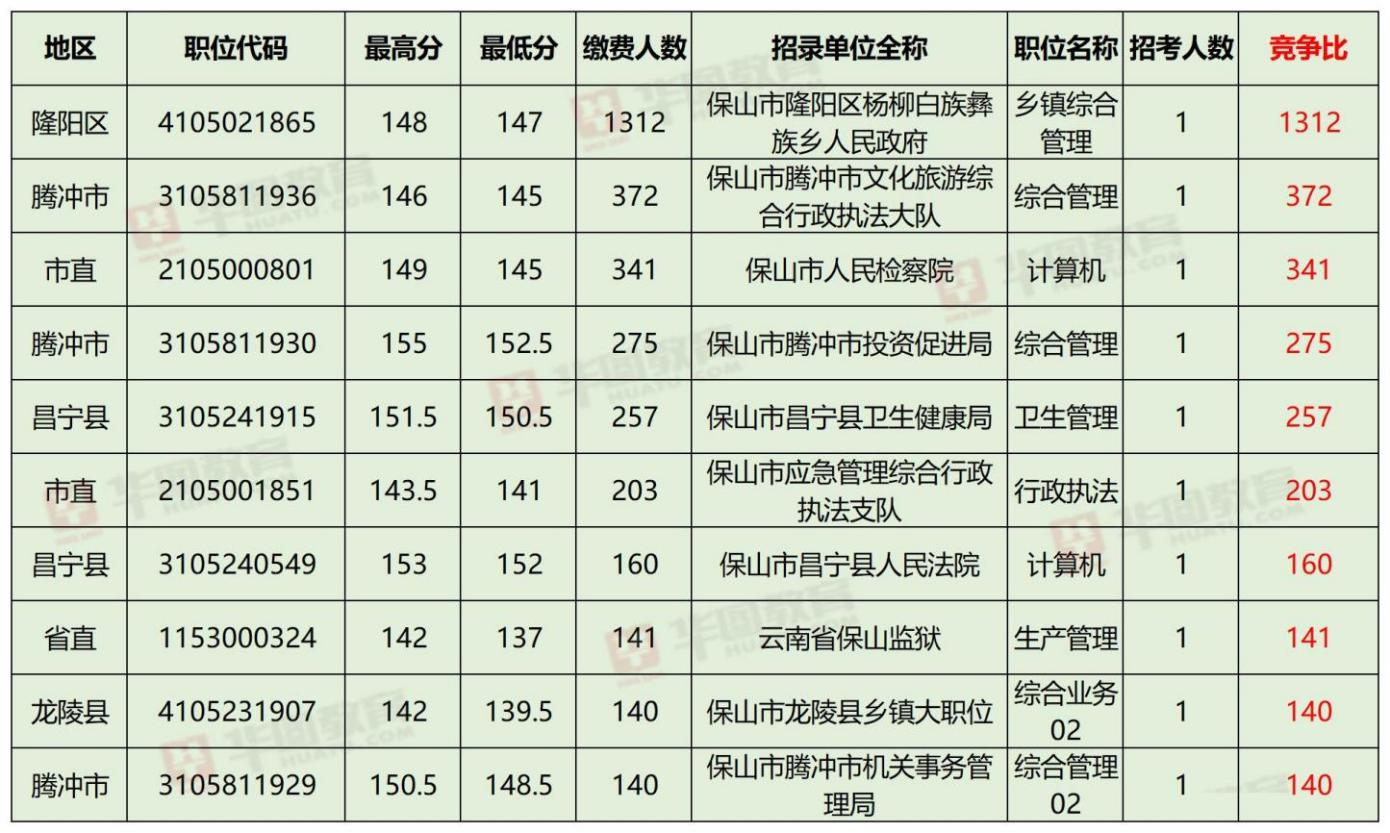 地区 职位代码 最高分 最低分 缴费人数 招录单位全称 职位名称 招考人数 竞争比
隆阳区 4105021865 148 147 1312 保山市隆阳区杨柳白族彝族乡人民政府 乡镇综合管理 1 1312
腾冲市 3105811936 146 145 372 保山市腾冲市文化旅游综合行政执法大队 综合管理 1 372
市直 2105000801 149 145 341 保山市人民检察院 计算机 1 341
腾冲市 3105811930 155 152.5 275 保山市腾冲市投资促进局 综合管理 1 275
昌宁县 3105241915 151.5 150.5 257 保山市昌宁县卫生健康局 卫生管理 1 257
市直 2105001851 143.5 141 203 保山市应急管理综合行政执法支队 行政执法 1 203
昌宁县 3105240549 153 152 160 保山市昌宁县人民法院 计算机 1 160
省直 1153000324 142 137 141 云南省保山监狱 生产管理 1 141
龙陵县 4105231907 142 139.5 140 保山市龙陵县乡镇大职位 综合业务02 1 140
腾冲市 3105811929 150.5 148.5 140 保山市腾冲市机关事务管理局 综合管理02 1 140
华图教育
HUATU.COM